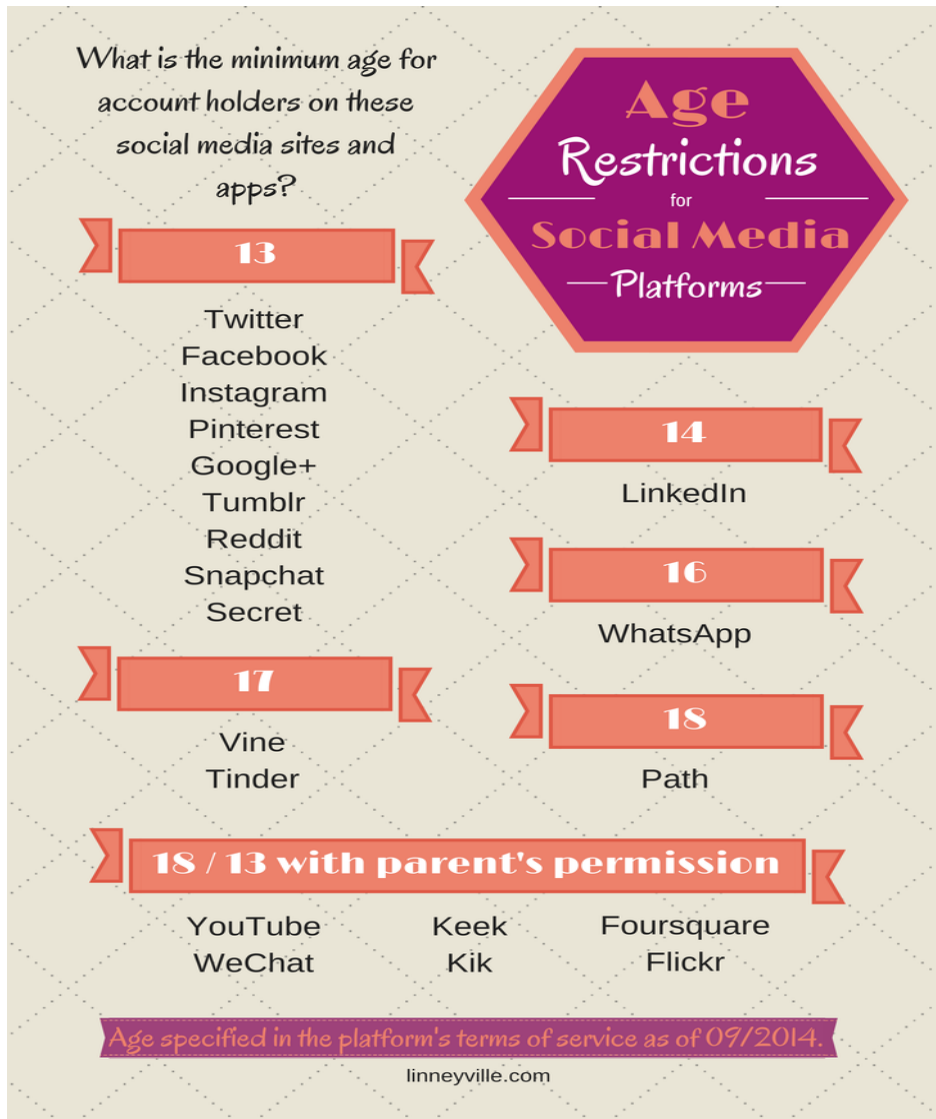 What is the minimum age for
account holders on these
social media sites and
apps?
Age
Restrictions
for
Social Media
Platforms
13
Twitter
Facebook
Instagram
Pinterest
Google+
Tumblr
Reddit
Snapchat
Secret
14
LinkedIn
16
WhatsApp
17
Vine
Tinder
18
Path
18 / 13 with parent's permission
YouTube Keek Foursquare
WeChat Kik Flickr
Age specified in the platform's terms of service as of 09/2014.
linneyville.com